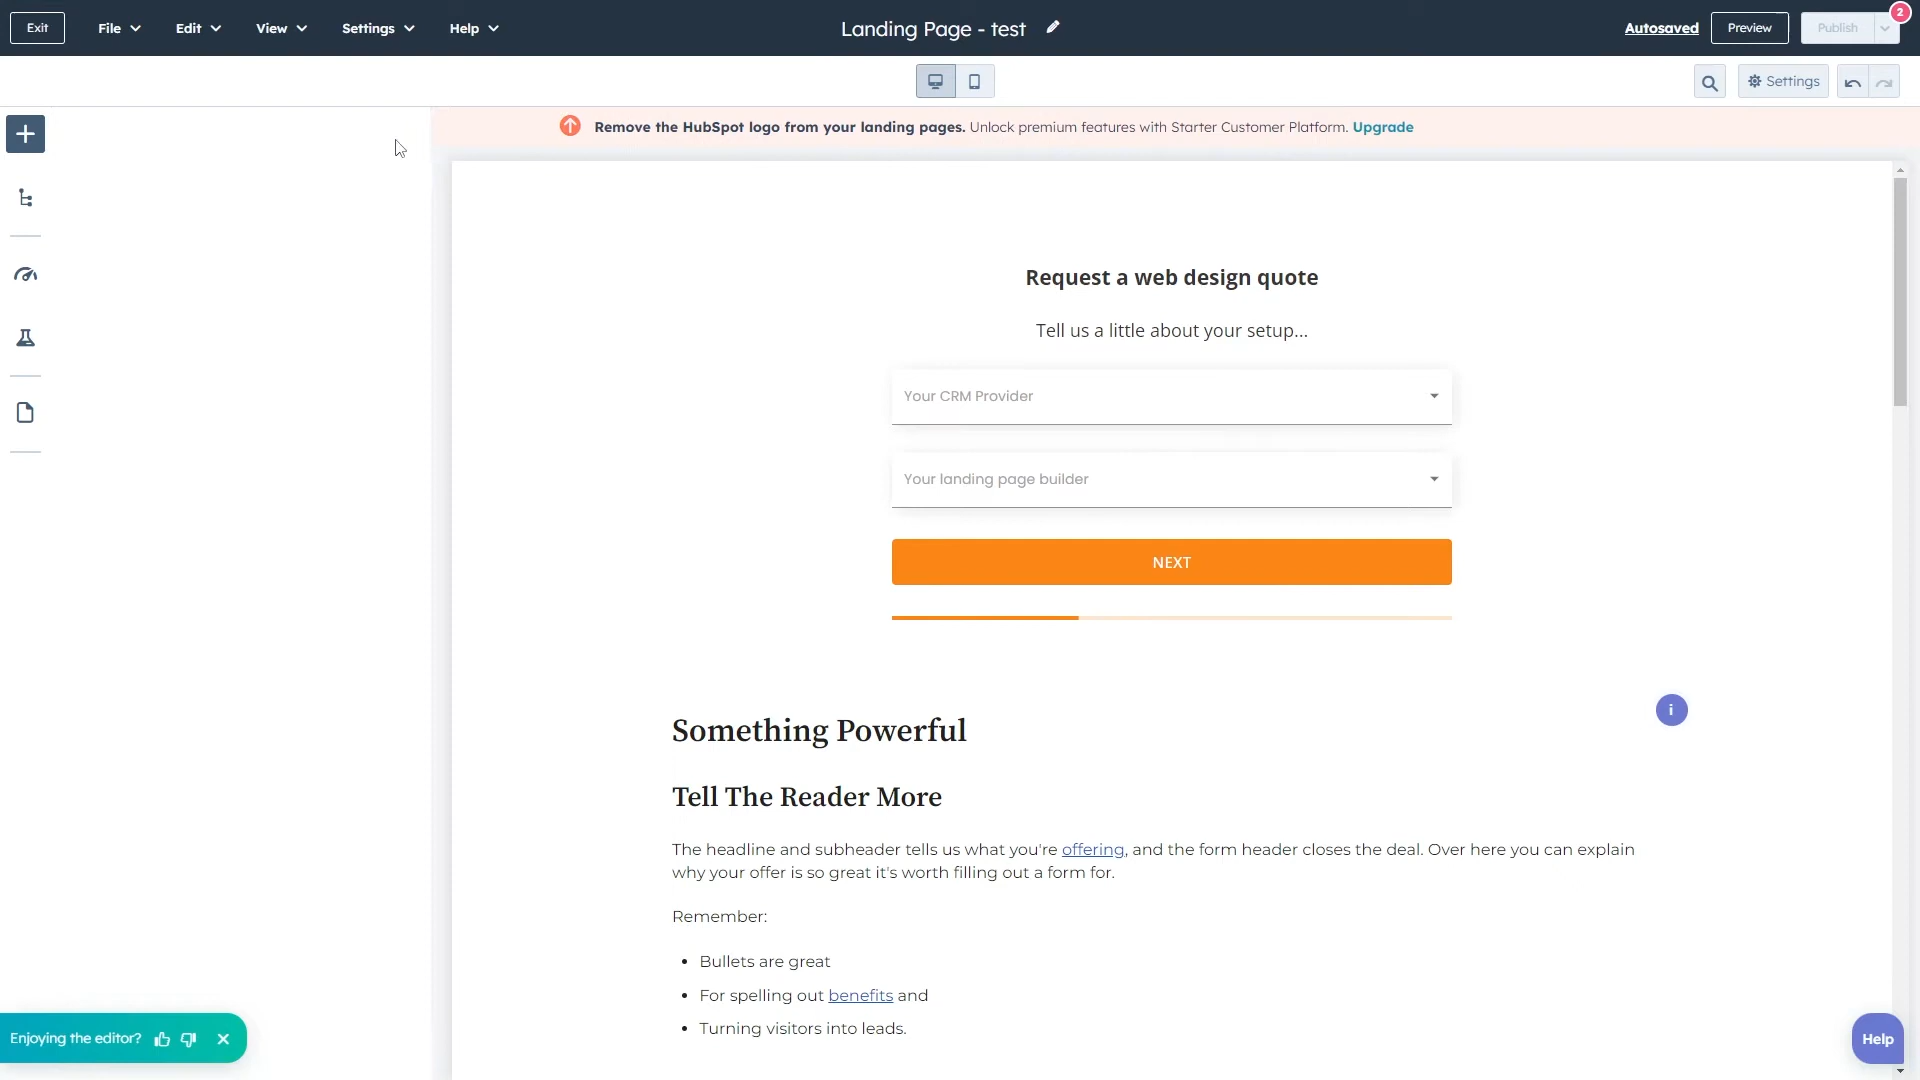 Exit File Edit View Settings Help Landing Page - test Autosaved Preview Publish 2
Settings
Remove the HubSpot logo from your landing pages. Unlock premium features with Starter Customer Platform. Upgrade
Request a web design quote
Tell us a little about your setup...
Your CRM Provider
Your landing page builder
NEXT
i
Something Powerful
Tell The Reader More
The headline and subheader tells us what you're offering, and the form header closes the deal. Over here you can explain
why your offer is so great it's worth filling out a form for.
Remember:
• Bullets are great
• For spelling out benefits and
• Turning visitors into leads.
Enjoying the editor?
Help